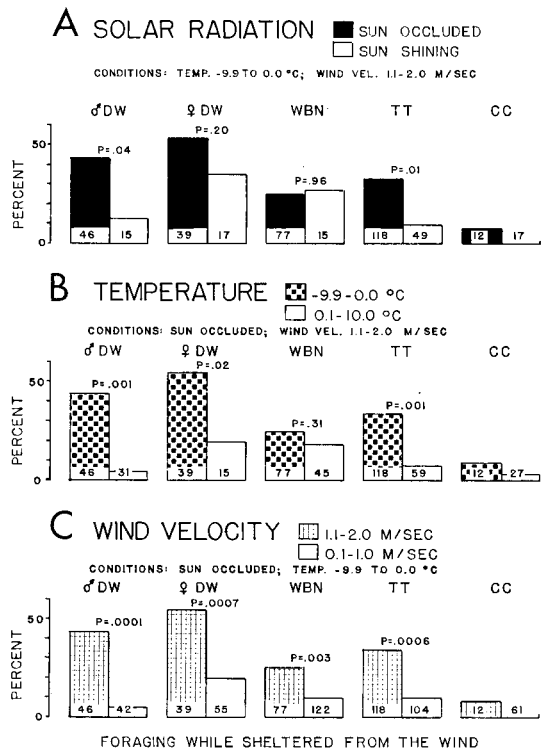 A SOLAR RADIATION
SUN OCCLUDED
SUN SHINING
CONDITIONS: TEMP. -9.9 TO 0.0 °C; WIND VEL. 1.1-2.0 M/SEC
♂DW ♀DW WBN TT CC
PERCENT
50
0
P=.04 P=.20 P=.96 P=.01
46 15 39 17 77 15 118 49 12 17
B TEMPERATURE
-9.9-0.0 °C
0.1-10.0 °C
CONDITIONS: SUN OCCLUDED; WIND VEL. 1.1-2.0 M/SEC
♂DW ♀DW WBN TT CC
PERCENT
50
0
P=.001 P=.02 P=.31 P=.001
46 31 39 15 77 45 118 59 12 27
C WIND VELOCITY
1.1-2.0 M/SEC
0.1-1.0 M/SEC
CONDITIONS: SUN OCCLUDED; TEMP. -9.9 TO 0.0 °C
♂DW ♀DW WBN TT CC
PERCENT
50
0
P=.0001 P=.0007 P=.003 P=.0006
46 42 39 55 77 122 118 104 12 61
FORAGING WHILE SHELTERED FROM THE WIND